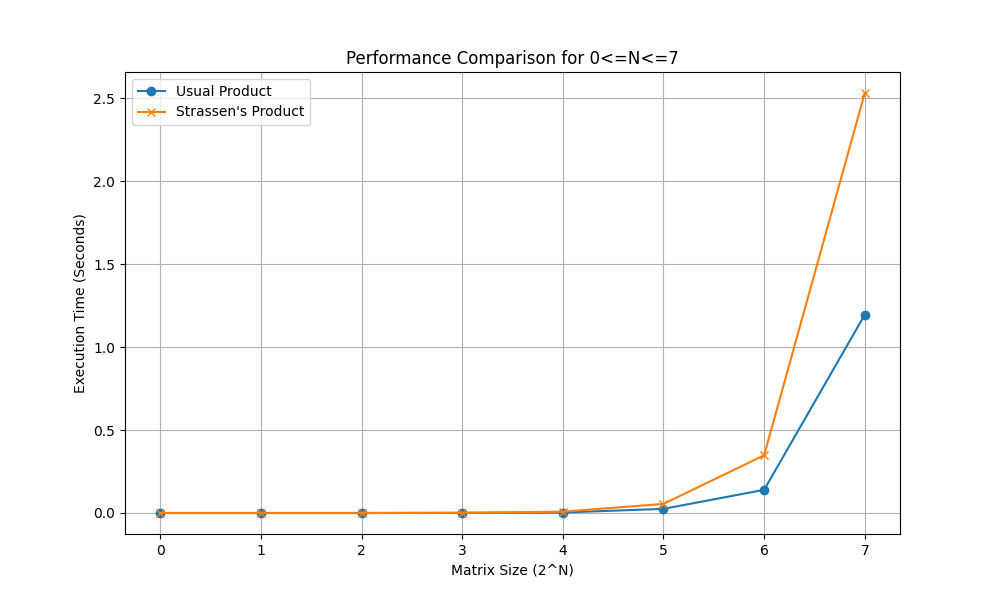 Performance Comparison for 0<=N<=7
Usual Product
Strassen's Product
Execution Time (Seconds)
2.5
2.0
1.5
1.0
0.5
0.0
0 1 2 3 4 5 6 7
Matrix Size (2^N)